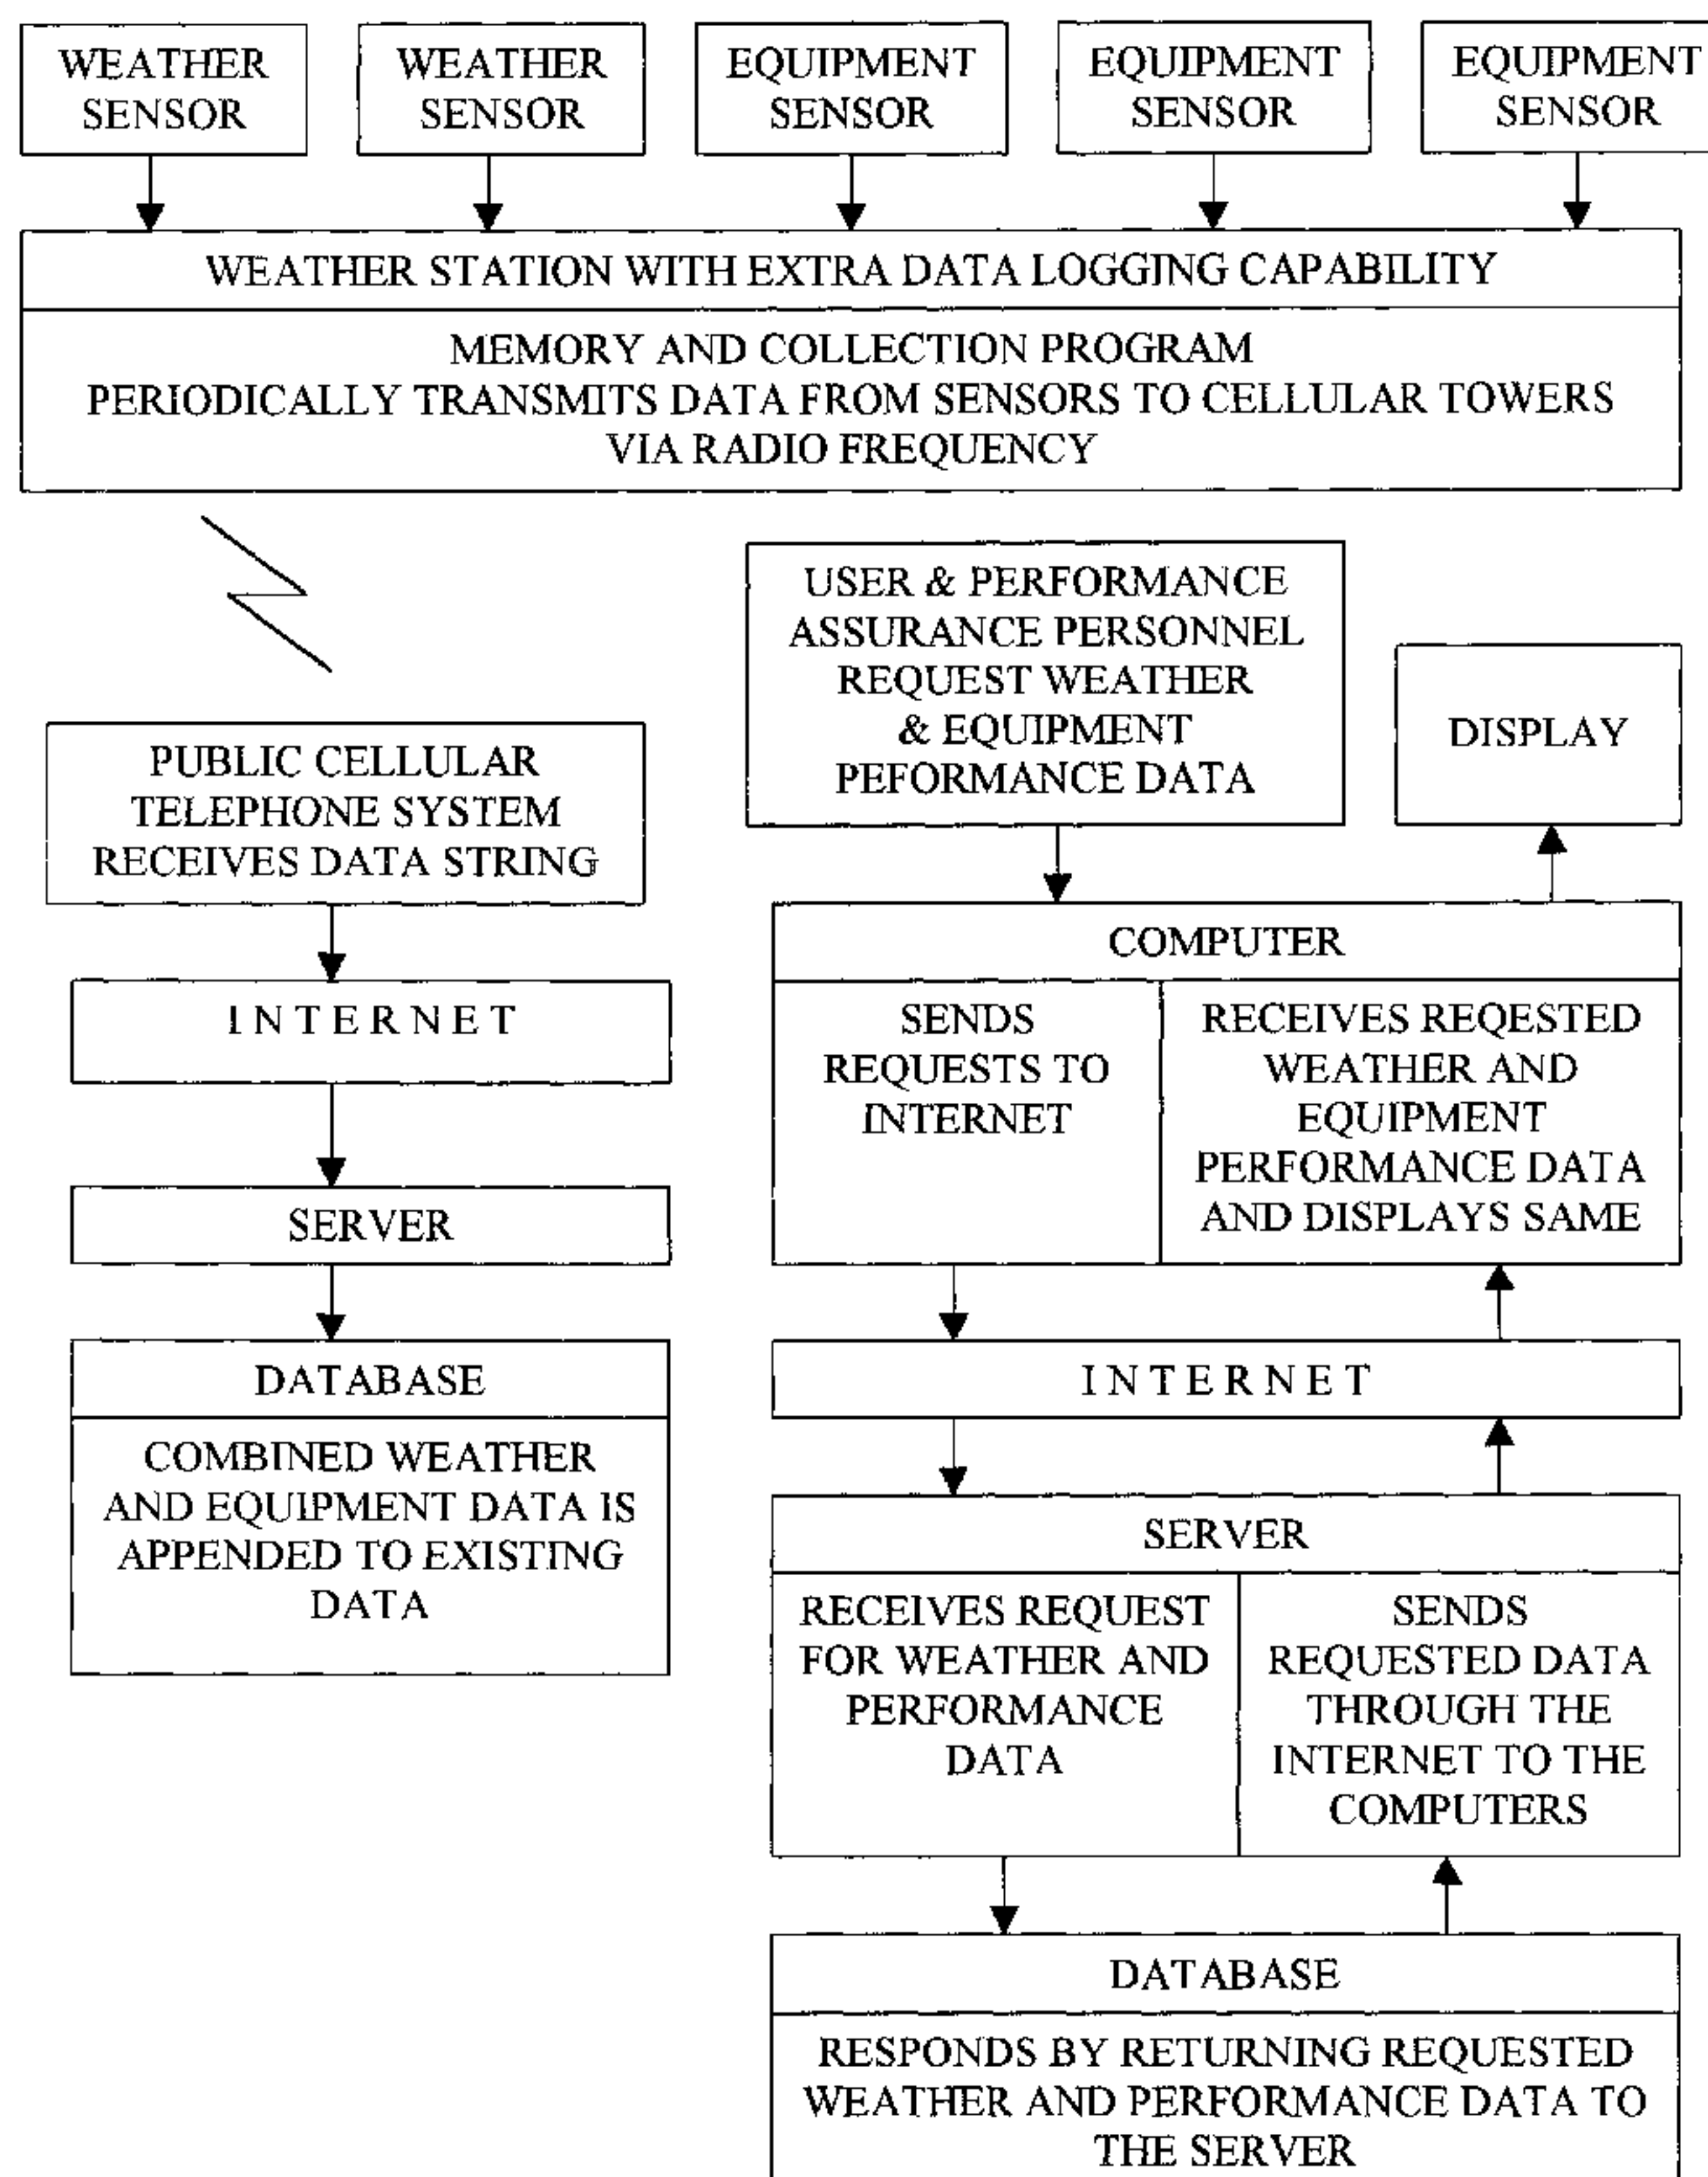 WEATHER
SENSOR
WEATHER
SENSOR
EQUIPMENT
SENSOR
EQUIPMENT
SENSOR
EQUIPMENT
SENSOR
WEATHER STATION WITH EXTRA DATA LOGGING CAPABILITY
MEMORY AND COLLECTION PROGRAM
PERIODICALLY TRANSMITS DATA FROM SENSORS TO CELLULAR TOWERS
VIA RADIO FREQUENCY
PUBLIC CELLULAR
TELEPHONE SYSTEM
RECEIVES DATA STRING
INTERNET
SERVER
DATABASE
COMBINED WEATHER
AND EQUIPMENT DATA IS
APPENDED TO EXISTING
DATA
USER & PERFORMANCE
ASSURANCE PERSONNEL
REQUEST WEATHER
& EQUIPMENT
PEFORMANCE DATA
DISPLAY
COMPUTER
SENDS
REQUESTS TO
INTERNET
RECEIVES REQESTED
WEATHER AND
EQUIPMENT
PERFORMANCE DATA
AND DISPLAYS SAME
INTERNET
SERVER
RECEIVES REQUEST
FOR WEATHER AND
PERFORMANCE
DATA
SENDS
REQUESTED DATA
THROUGH THE
INTERNET TO THE
COMPUTERS
DATABASE
RESPONDS BY RETURNING REQUESTED
WEATHER AND PERFORMANCE DATA TO
THE SERVER